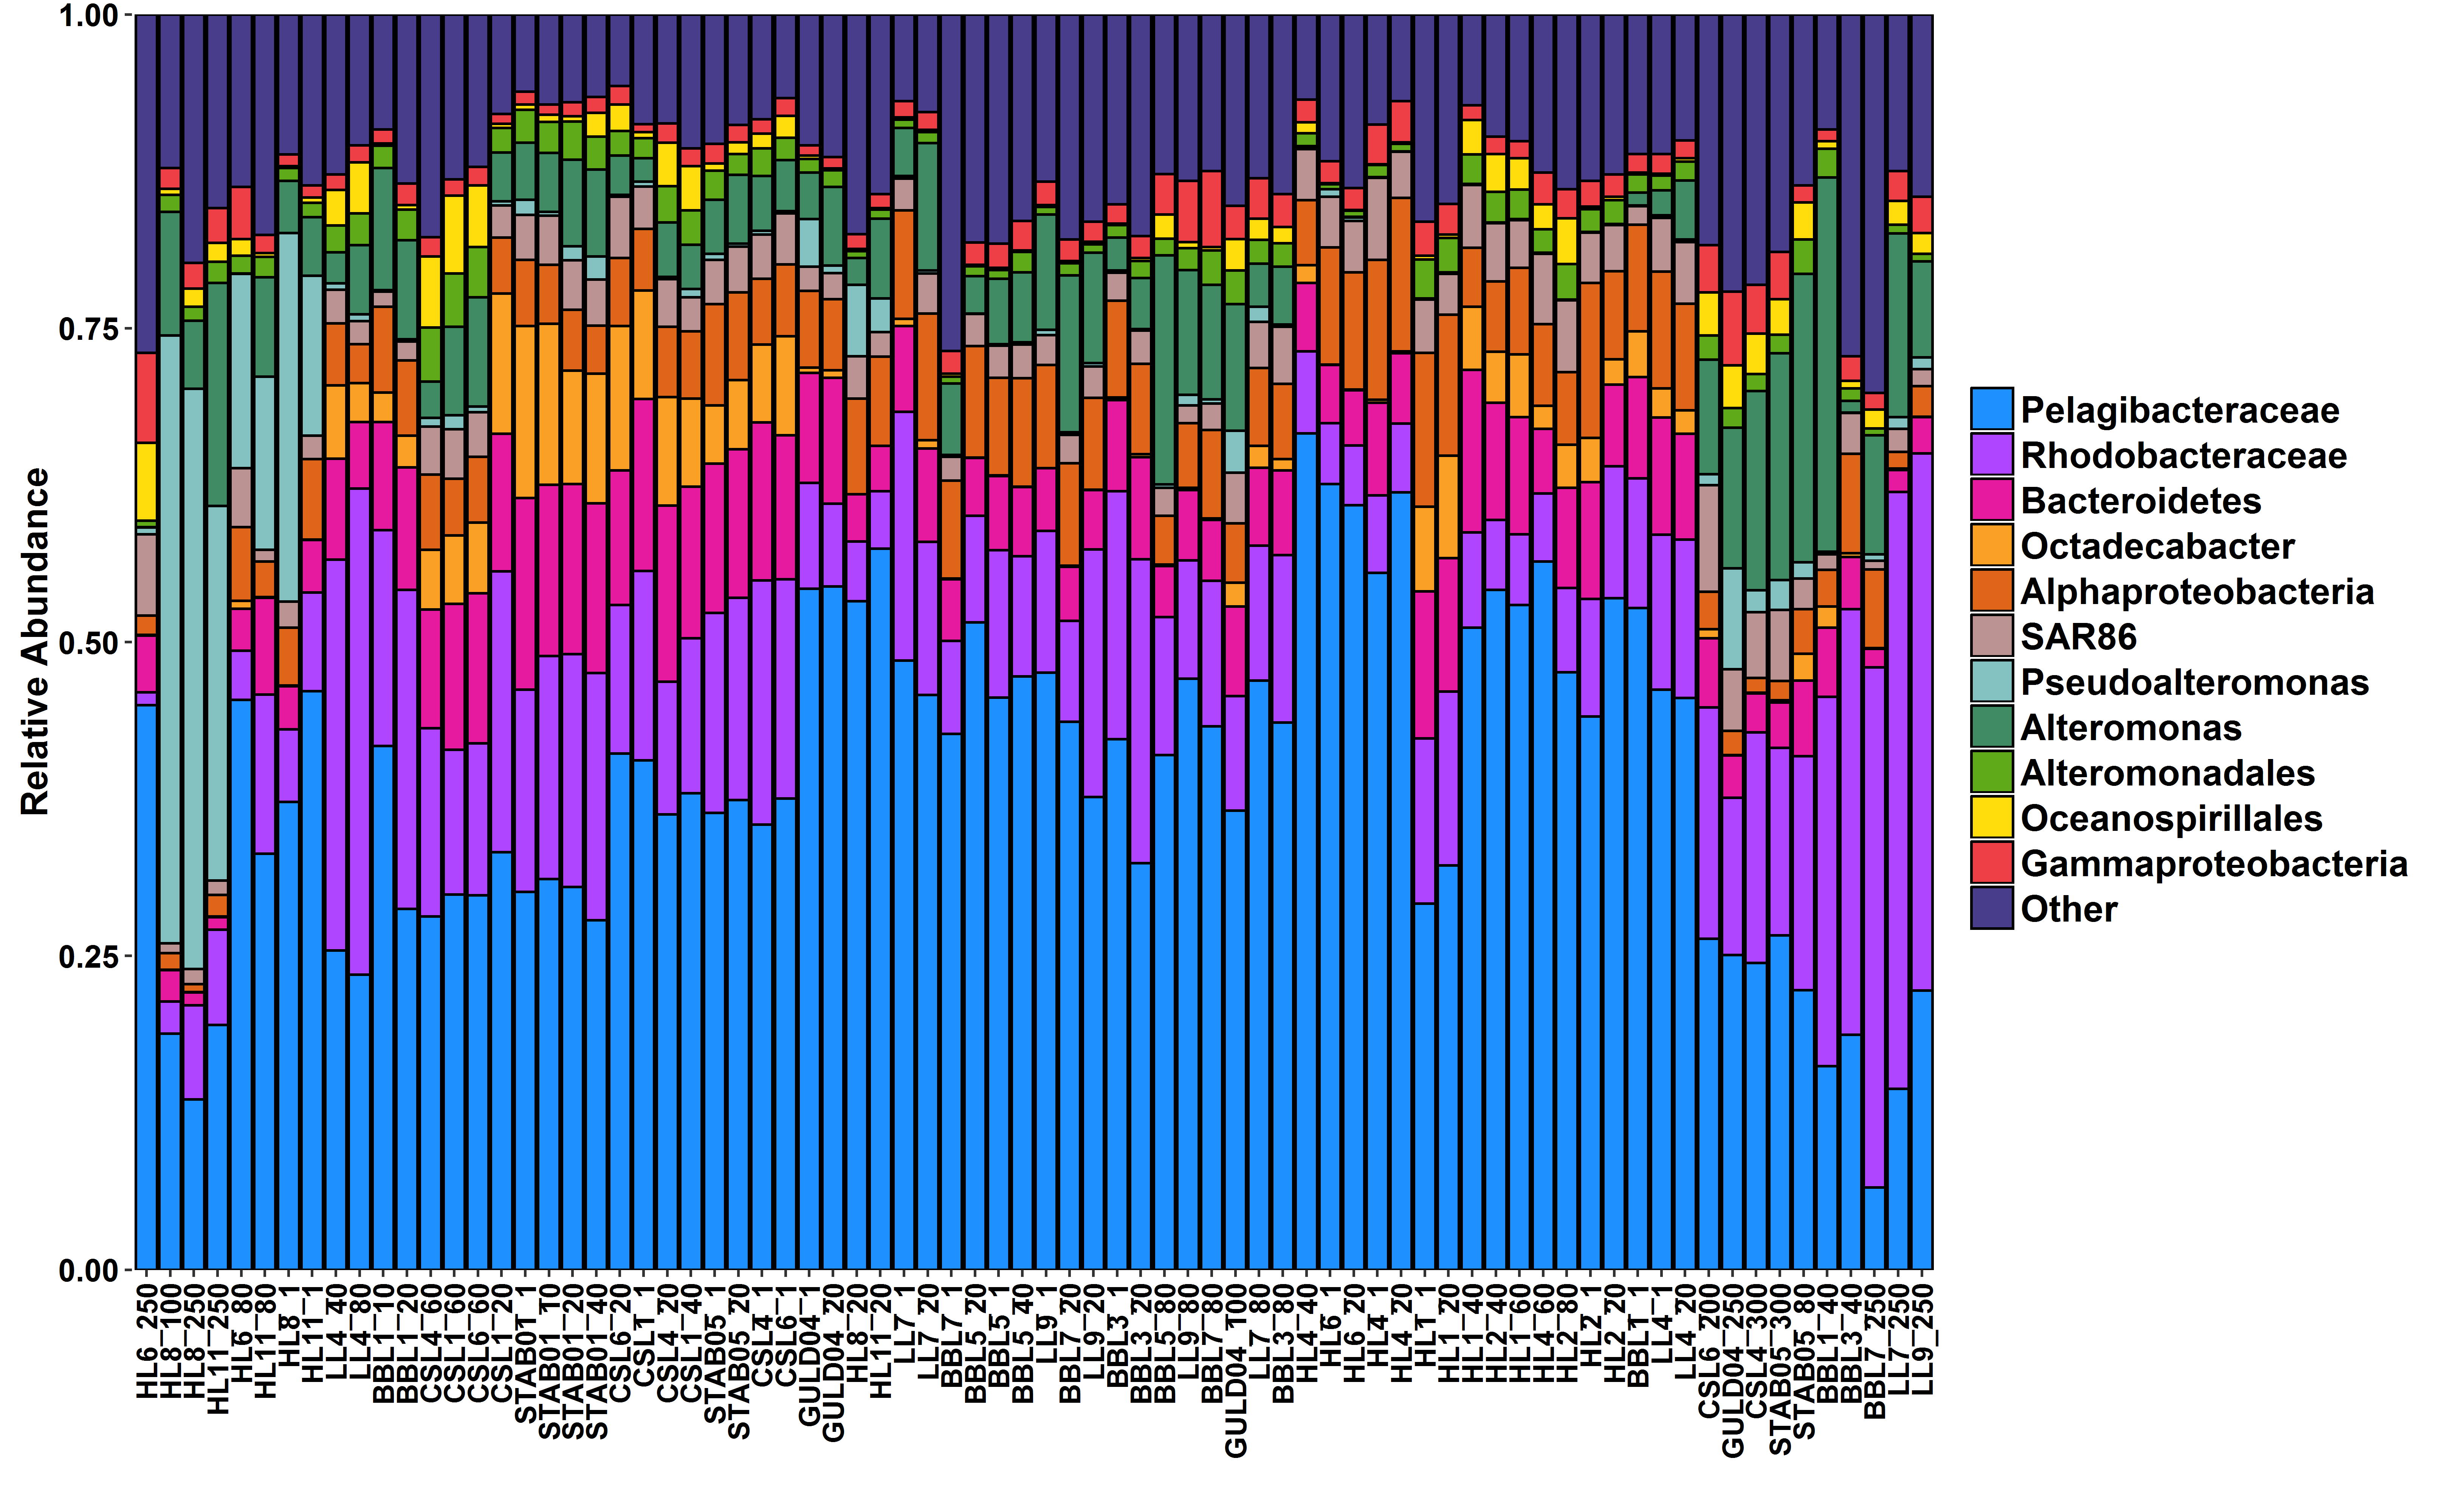 1.00
0.75
0.50
0.25
0.00
Relative Abundance
HL6_250
HL8_100
HL8_250
HL11_250
HL6_80
HL11_80
HL8_1
HL11_1
LL4_40
LL4_80
BBL1_10
BBL1_20
CSL4_60
CSL1_60
CSL6_60
CSL1_20
STAB01_1
STAB01_10
STAB01_20
STAB01_40
CSL6_20
CSL1_1
CSL4_20
CSL1_40
STAB05_1
STAB05_20
CSL4_1
CSL6_1
GULD04_1
GULD04_20
HL8_20
HL11_20
LL7_1
LL7_20
BBL7_1
BBL5_20
BBL5_1
BBL5_40
LL9_1
BBL7_20
LL9_20
BBL3_1
BBL3_20
BBL5_80
LL9_80
BBL7_80
GULD04_100
LL7_80
BBL3_80
HL4_40
HL6_1
HL6_20
HL4_1
HL4_20
HL1_1
HL1_20
HL1_40
HL2_40
HL1_60
HL4_60
HL2_80
HL2_1
HL2_20
BBL1_1
LL4_1
LL4_20
CSL6_200
GULD04_250
CSL4_300
STAB05_300
STAB05_80
BBL1_40
BBL3_40
BBL7_250
LL7_250
LL9_250
Pelagibacteraceae
Rhodobacteraceae
Bacteroidetes
Octadecabacter
Alphaproteobacteria
SAR86
Pseudoalteromonas
Alteromonas
Alteromonadales
Oceanospirillales
Gammaproteobacteria
Other